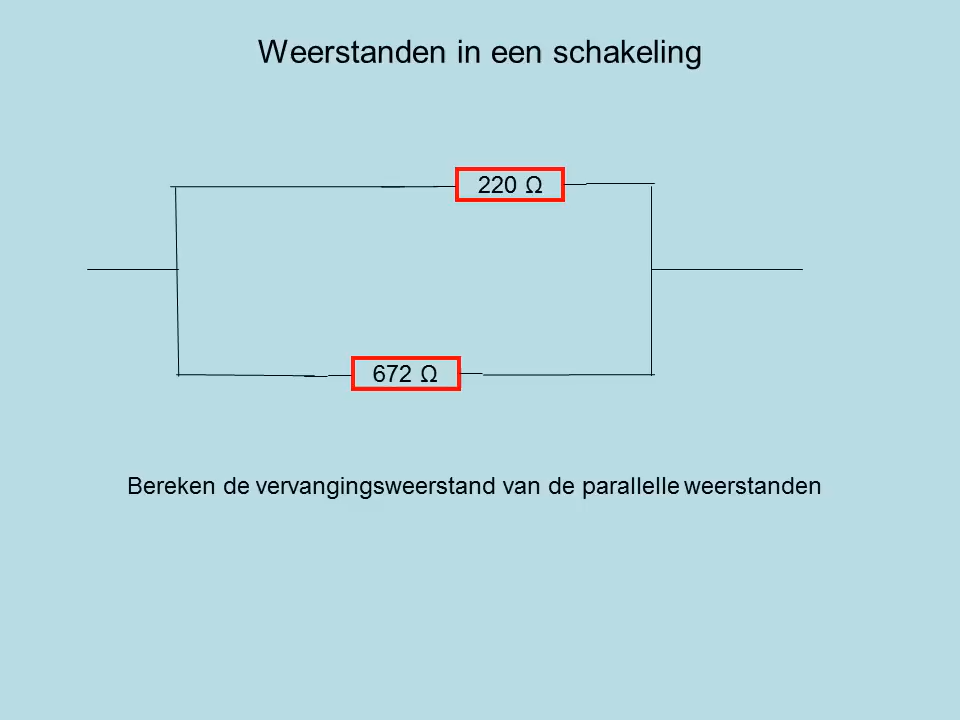 Weerstanden in een schakeling
220 Ω
672 Ω
Bereken de vervangingsweerstand van de parallelle weerstanden